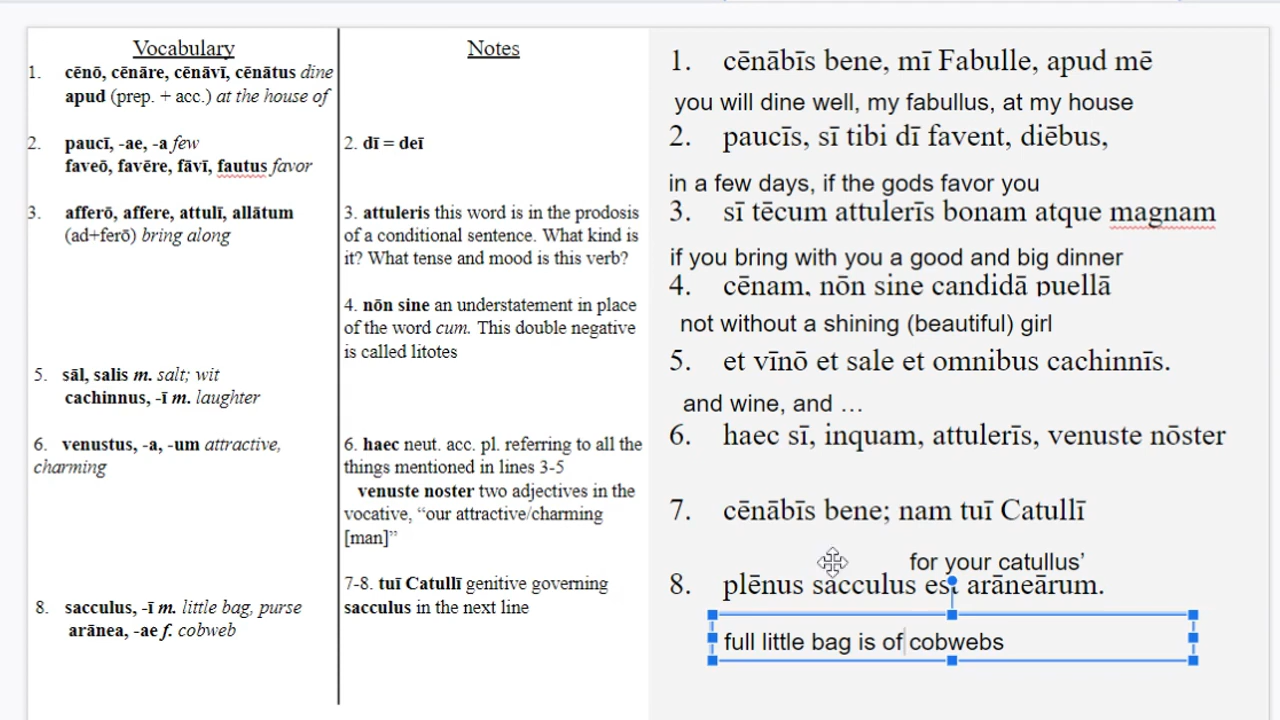 Vocabulary
1. cēnō, cēnāre, cēnāvī, cēnātus dine
apud (prep. + acc.) at the house of
2. paucī, -ae, -a few
faveō, favēre, fāvī, fautus favor
3. afferō, affere, attulī, allātum
(ad+ferō) bring along
5. sāl, salis m. salt; wit
cachinnus, -ī m. laughter
6. venustus, -a, -um attractive,
charming
8. sacculus, -ī m. little bag, purse
arānea, -ae f. cobweb
Notes
2. dī = deī
3. attuleris this word is in the prodosis
of a conditional sentence. What kind is
it? What tense and mood is this verb?
4. nōn sine an understatement in place
of the word cum. This double negative
is called litotes
6. haec neut. acc. pl. referring to all the
things mentioned in lines 3-5
venuste noster two adjectives in the
vocative, “our attractive/charming
[man]”
7-8. tuī Catullī genitive governing
sacculus in the next line
1. cēnābīs bene, mī Fabulle, apud mē
you will dine well, my fabullus, at my house
2. paucīs, sī tibi dī favent, diēbus,
in a few days, if the gods favor you
3. sī tēcum attulerīs bonam atque magnam
if you bring with you a good and big dinner
4. cēnam, nōn sine candidā puellā
not without a shining (beautiful) girl
5. et vīnō et sale et omnibus cachinnīs.
and wine, and …
6. haec sī, inquam, attulerīs, venuste nōster
7. cēnābīs bene; nam tuī Catullī
for your catullus’
8. plēnus sacculus est arāneārum.
full little bag is of cobwebs